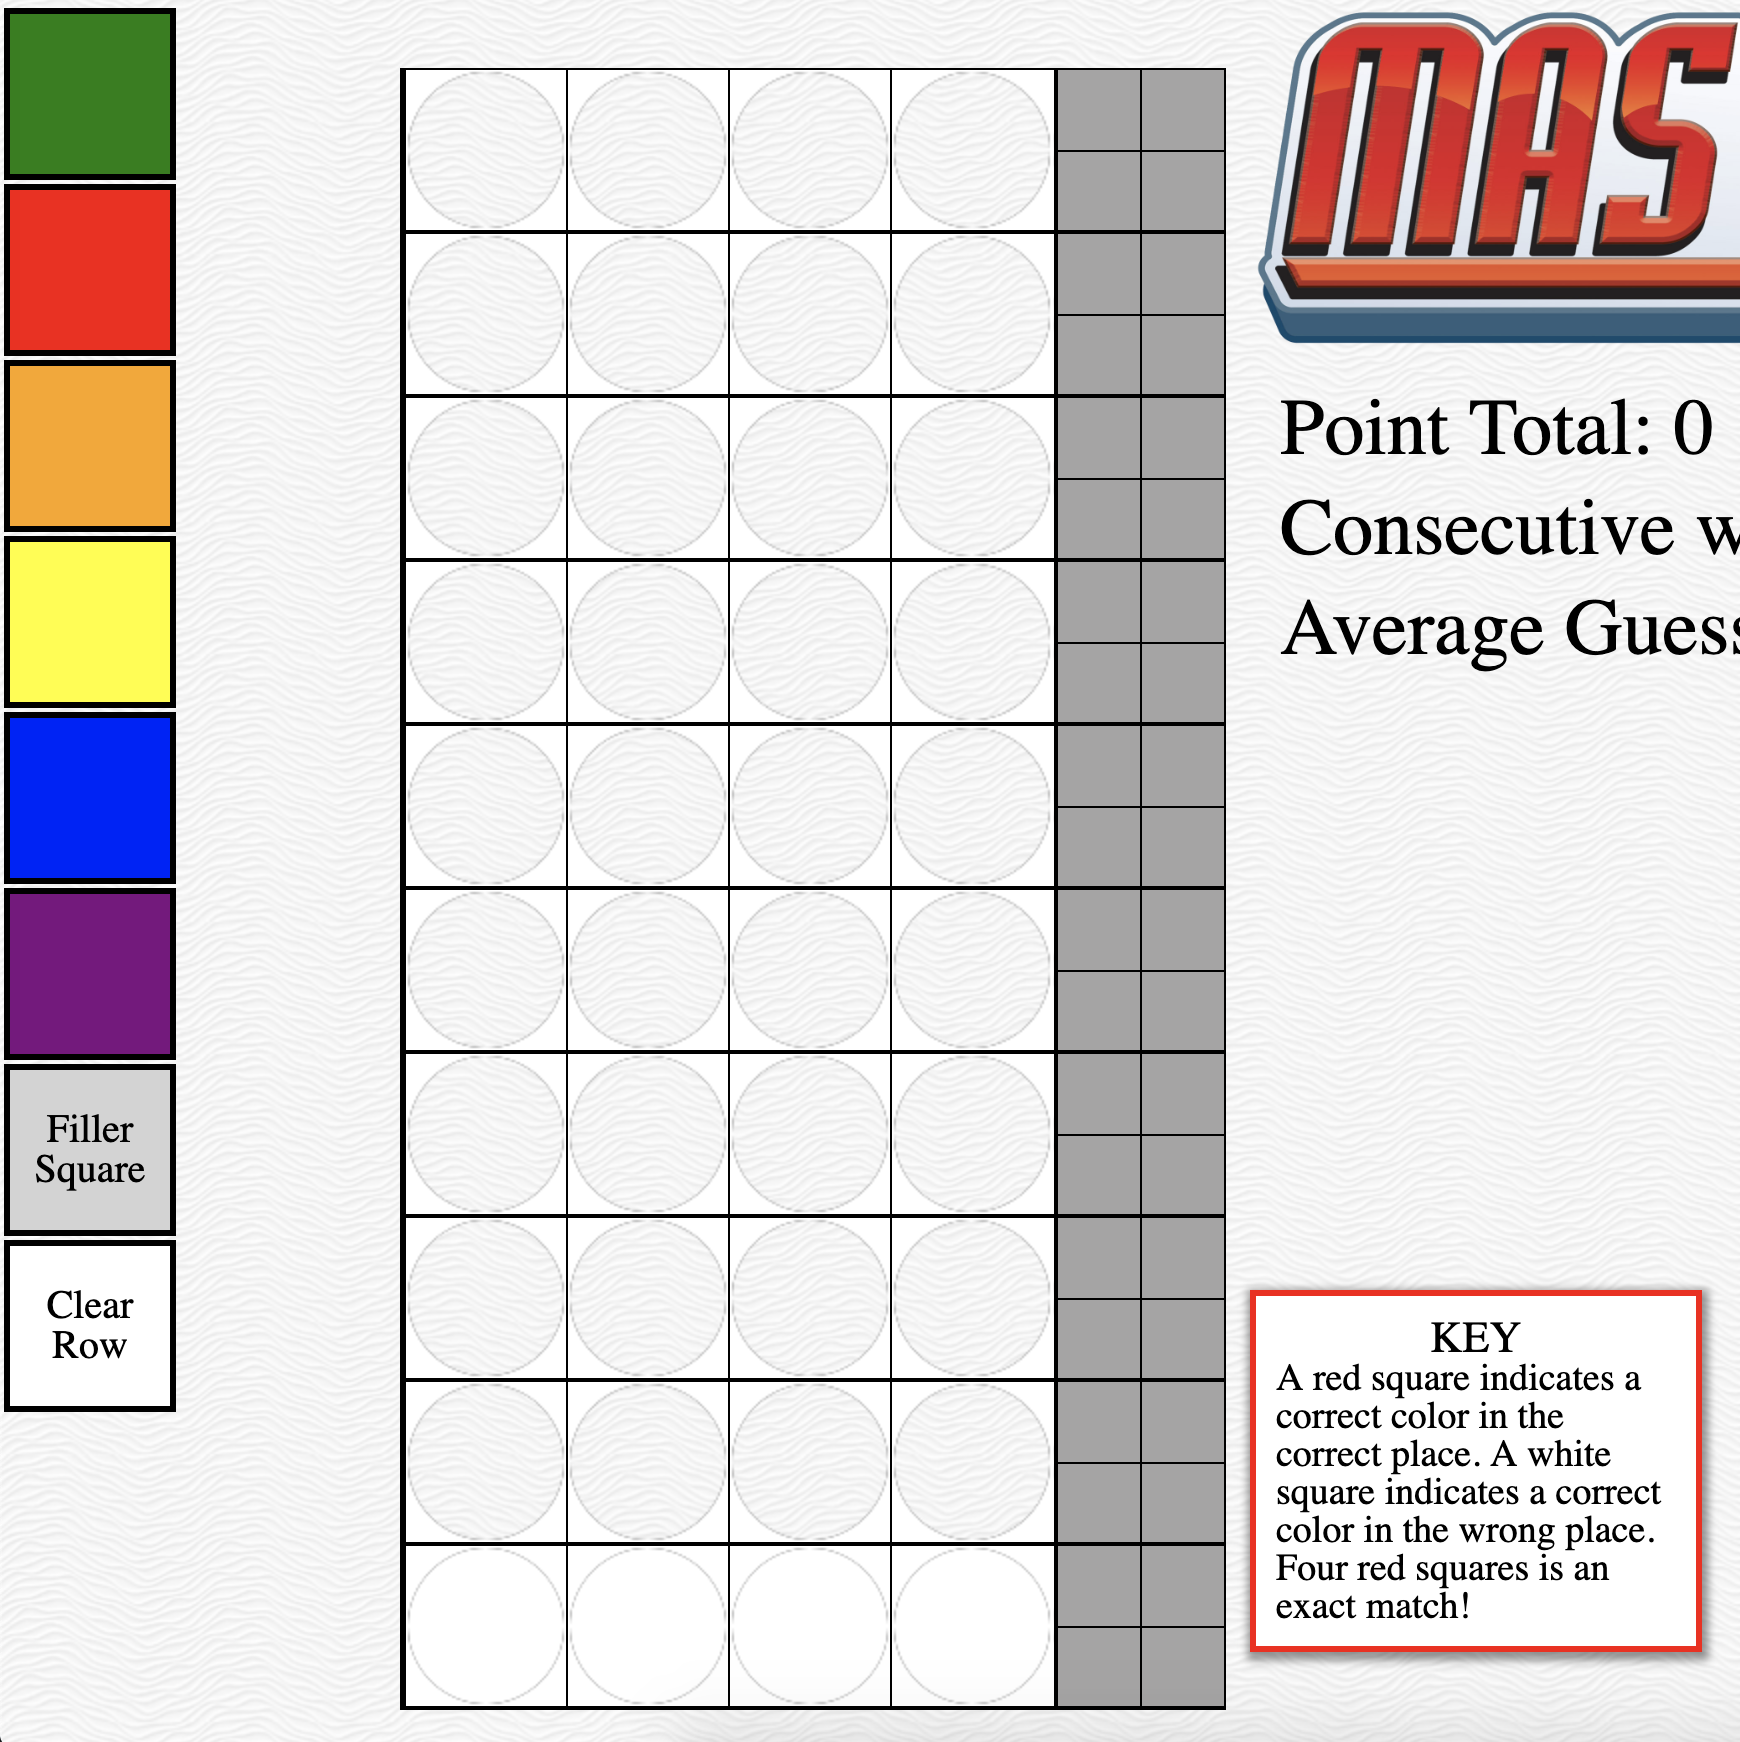 MAS
Point Total: 0
Consecutive w
Average Guess
Filler
Square
Clear
Row
KEY
A red square indicates a
correct color in the
correct place. A white
square indicates a correct
color in the wrong place.
Four red squares is an
exact match!